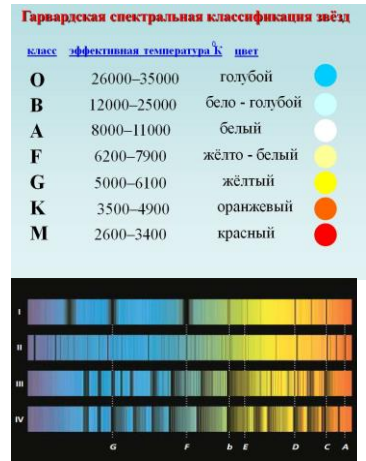 Гарвардская спектральная классификация звёзд
класс эффективная температура °К цвет
O 26000–35000 голубой
B 12000–25000 бело - голубой
A 8000–11000 белый
F 6200–7900 жёлто - белый
G 5000–6100 жёлтый
K 3500–4900 оранжевый
M 2600–3400 красный
I
II
III
IV
G F b E D C A